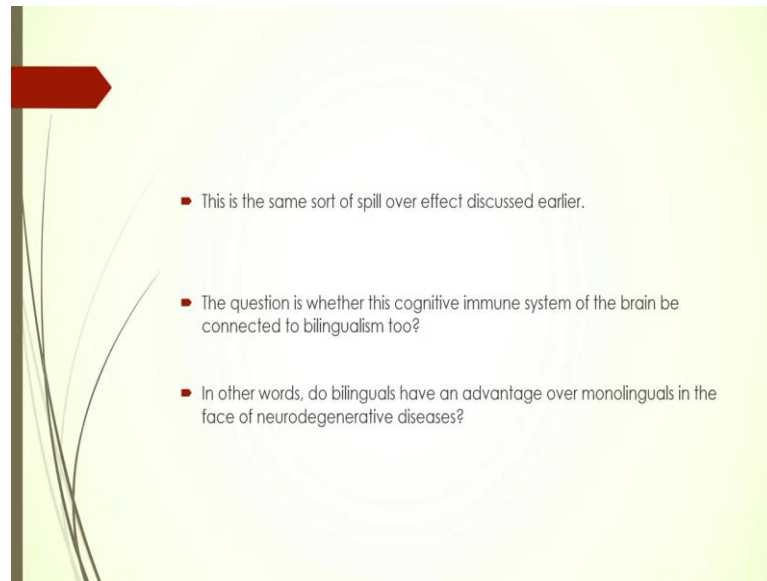 This is the same sort of spill over effect discussed earlier.
The question is whether this cognitive immune system of the brain be
connected to bilingualism too?
In other words, do bilinguals have an advantage over monolinguals in the
face of neurodegenerative diseases?